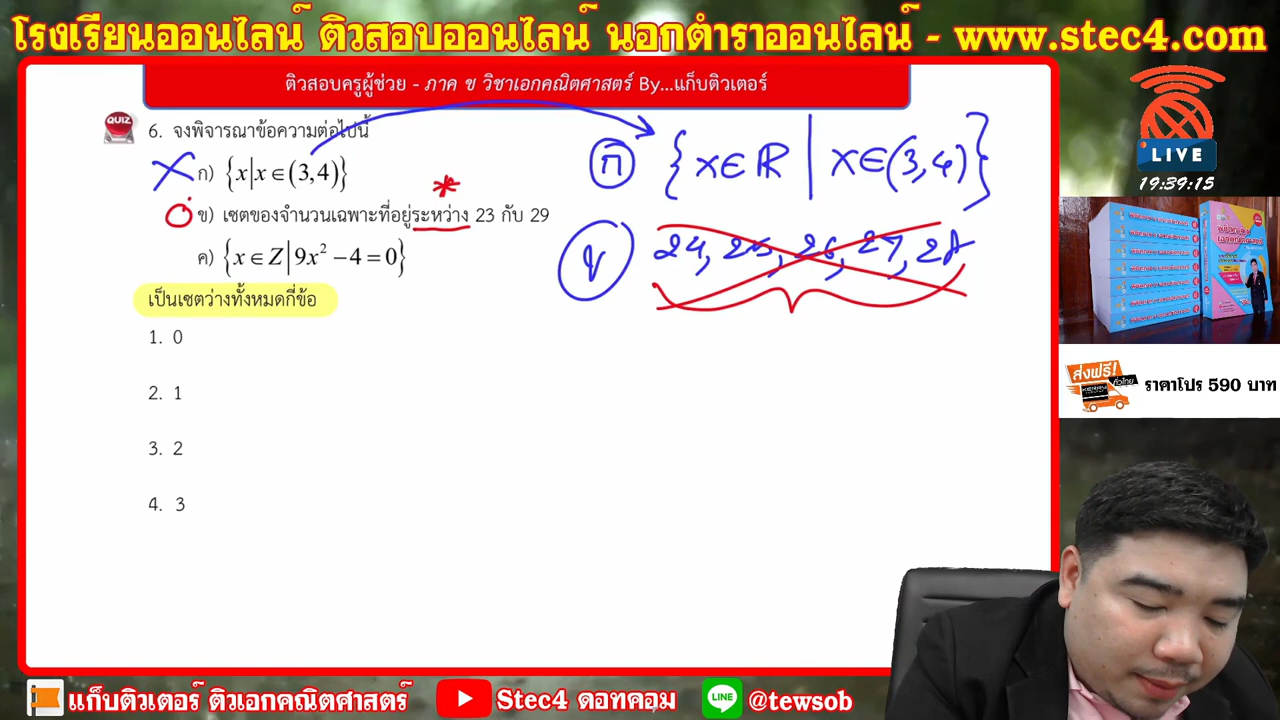 โรงเรียนออนไลน์ ติวสอบออนไลน์ นอกตำราออนไลน์ - www.stec4.com
ติวสอบครูผู้ช่วย - ภาค ข วิชาเอกคณิตศาสตร์ By...แก็บติวเตอร์
QUIZ
6. จงพิจารณาข้อความต่อไปนี้
ก) {x|x∈(3,4)}
ข) เซตของจำนวนเฉพาะที่อยู่ระหว่าง 23 กับ 29
ค) {x∈Z|9x²−4=0}
เป็นเซตว่างทั้งหมดกี่ข้อ
1. 0
2. 1
3. 2
4. 3
ก {x∈ℝ | x∈(3,4)}
ข 24, 25, 26, 27, 28
LIVE
19:39:15
ส่งฟรี!
ทั่วไทย
ราคาโปร 590 บาท
แก็บติวเตอร์ ติวเอกคณิตศาสตร์
Stec4 ดอทคอม
LINE
@tewsob